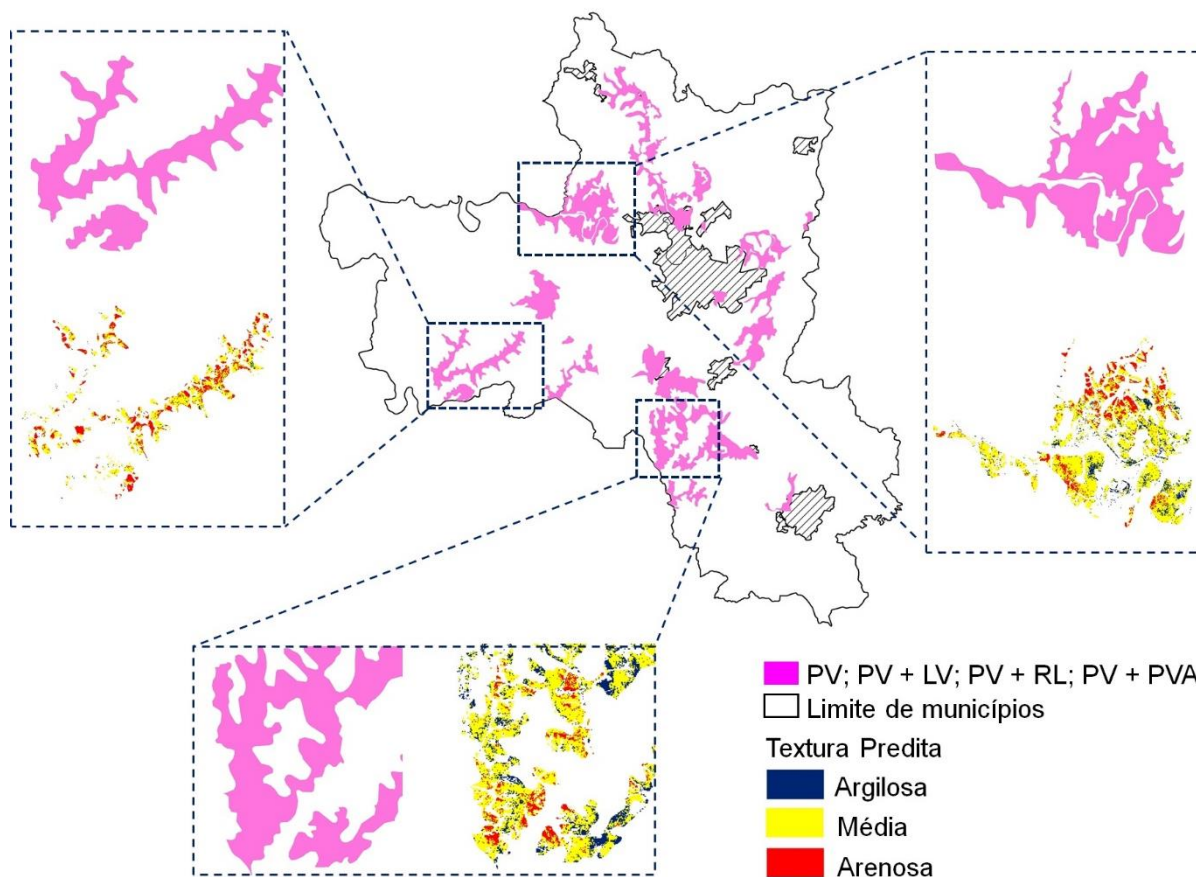 PV; PV + LV; PV + RL; PV + PVA
Limite de municípios
Textura Predita
Argilosa
Média
Arenosa